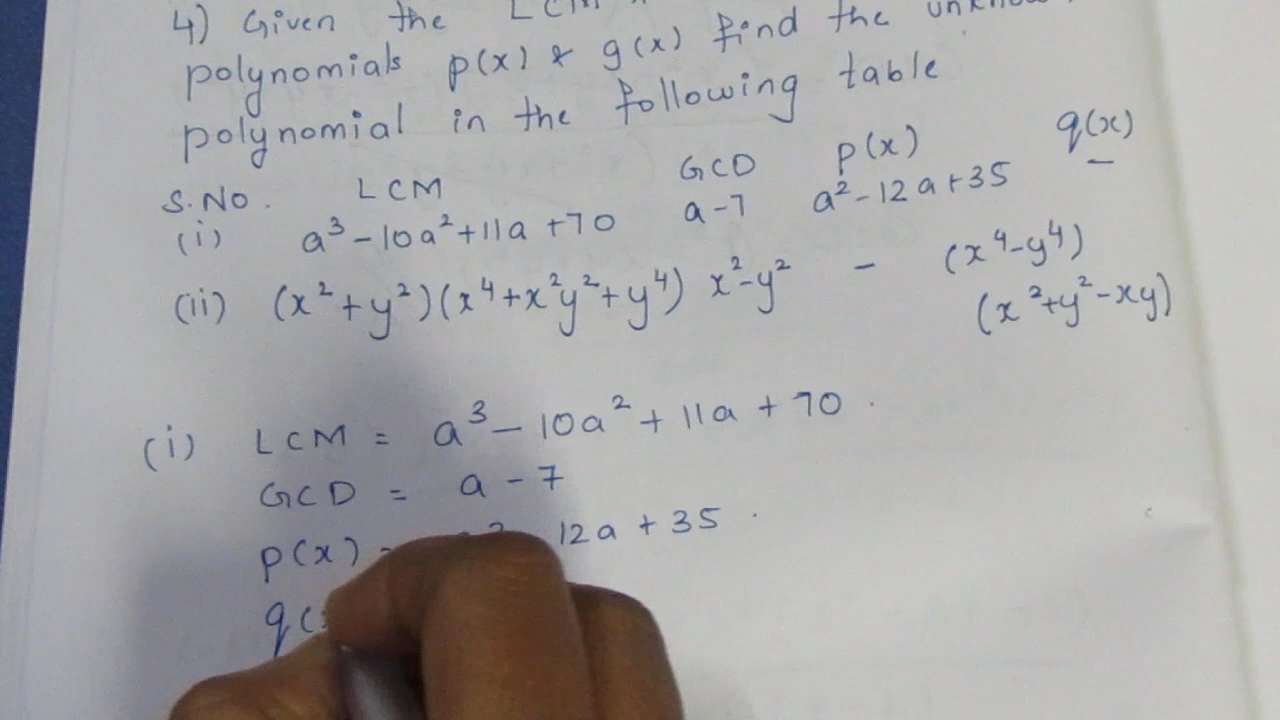 4) Given the LCM
polynomials p(x) & g(x) find the
polynomial in the following table
S.No. LCM GCD p(x) q(x)
(i) a³-10a²+11a+70 a-7 a²-12a+35 -
(ii) (x²+y²)(x⁴+x²y²+y⁴) x²-y² - (x⁴-y⁴)
(x²+y²-xy)
(i) LCM = a³-10a²+11a+70.
GCD = a-7
p(x) 12a+35.
q(